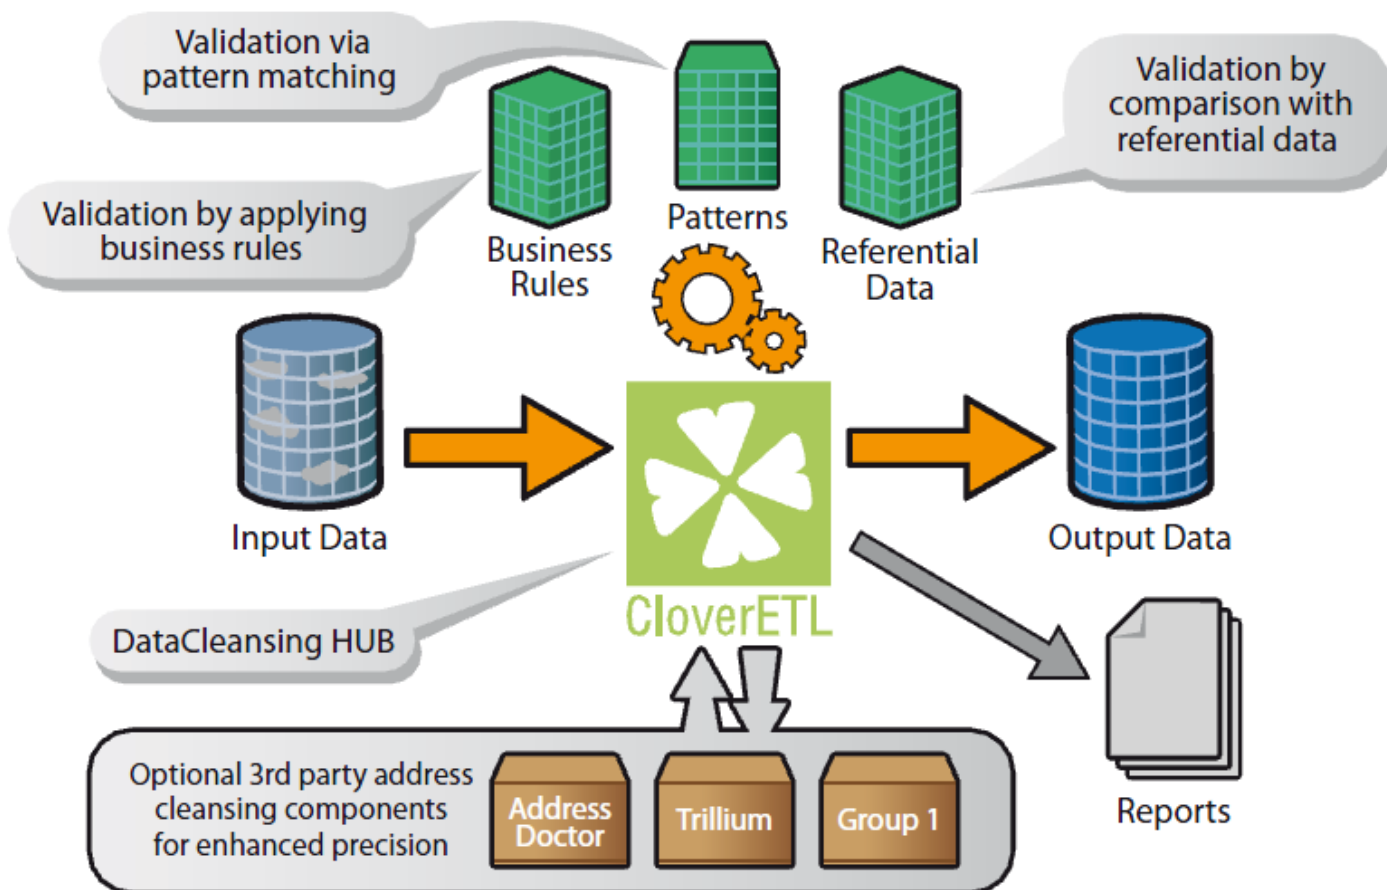 Validation via
pattern matching
Validation by
comparison with
referential data
Validation by applying
business rules
Business
Rules
Patterns
Referential
Data
Input Data
CloverETL
Output Data
DataCleansing HUB
Reports
Optional 3rd party address
cleansing components
for enhanced precision
Address
Doctor
Trillium
Group 1